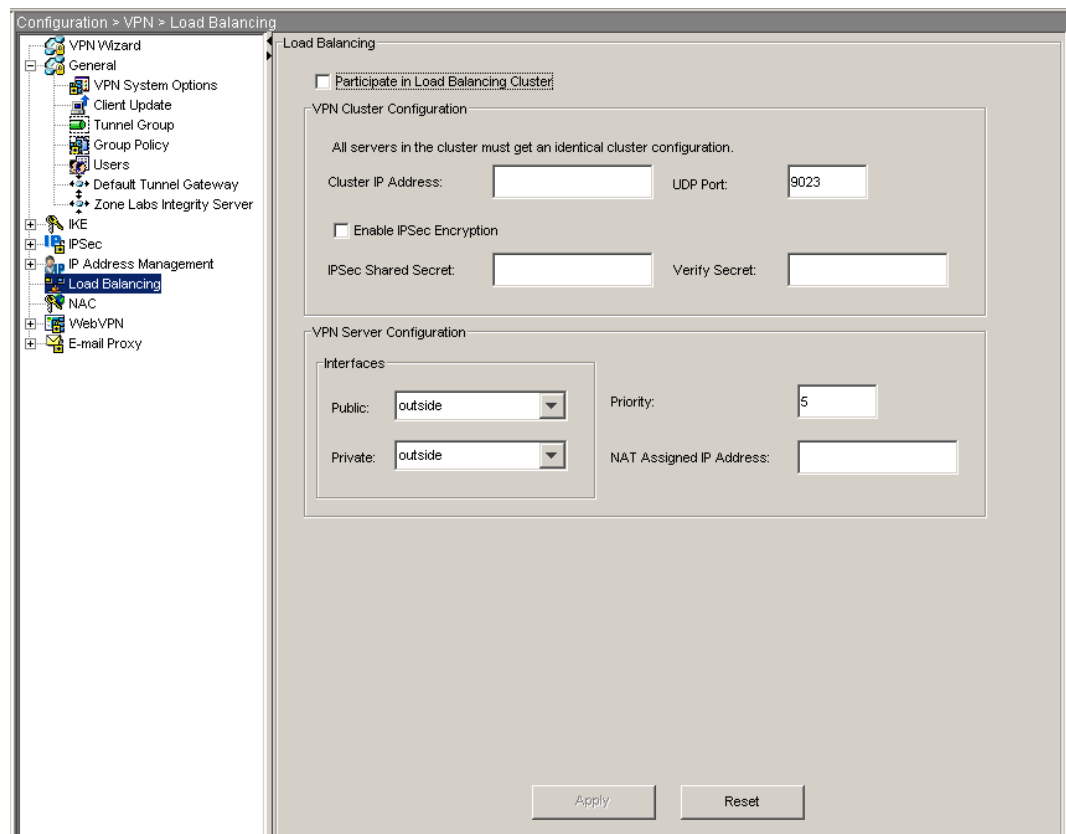 Configuration > VPN > Load Balancing
VPN Wizard
General
VPN System Options
Client Update
Tunnel Group
Group Policy
Users
Default Tunnel Gateway
Zone Labs Integrity Server
IKE
IPSec
IP Address Management
Load Balancing
NAC
WebVPN
E-mail Proxy
Load Balancing
Participate in Load Balancing Cluster
VPN Cluster Configuration
All servers in the cluster must get an identical cluster configuration.
Cluster IP Address: UDP Port: 9023
Enable IPSec Encryption
IPSec Shared Secret: Verify Secret:
VPN Server Configuration
Interfaces
Public: outside Priority: 5
Private: outside NAT Assigned IP Address:
Apply Reset